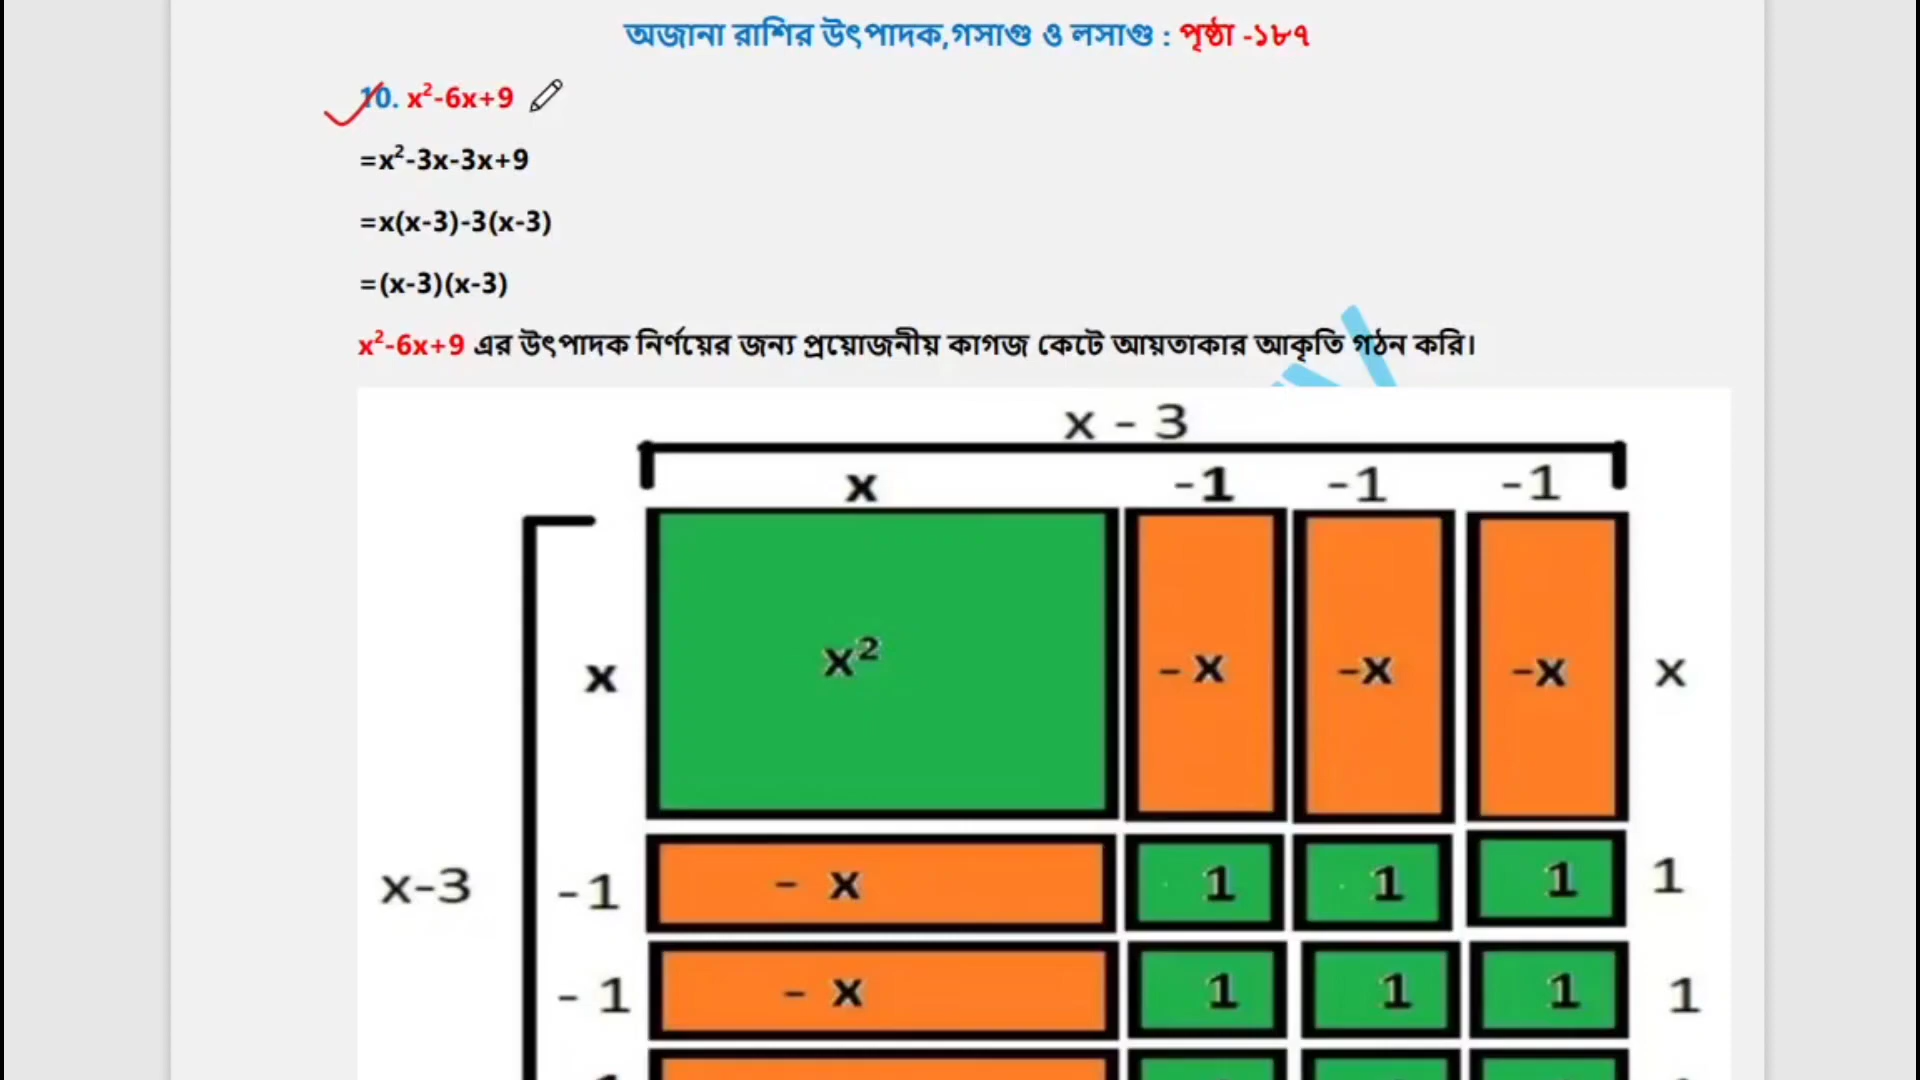 অজানা রাশির উৎপাদক,গসাগু ও লসাগু : পৃষ্ঠা -১৮৭
10. x²-6x+9
=x²-3x-3x+9
=x(x-3)-3(x-3)
=(x-3)(x-3)
x²-6x+9 এর উৎপাদক নির্ণয়ের জন্য প্রয়োজনীয় কাগজ কেটে আয়তাকার আকৃতি গঠন করি।
x - 3
x -1 -1 -1
x x² - x -x -x x
x-3 -1 - x 1 1 1 1
- 1 - x 1 1 1 1